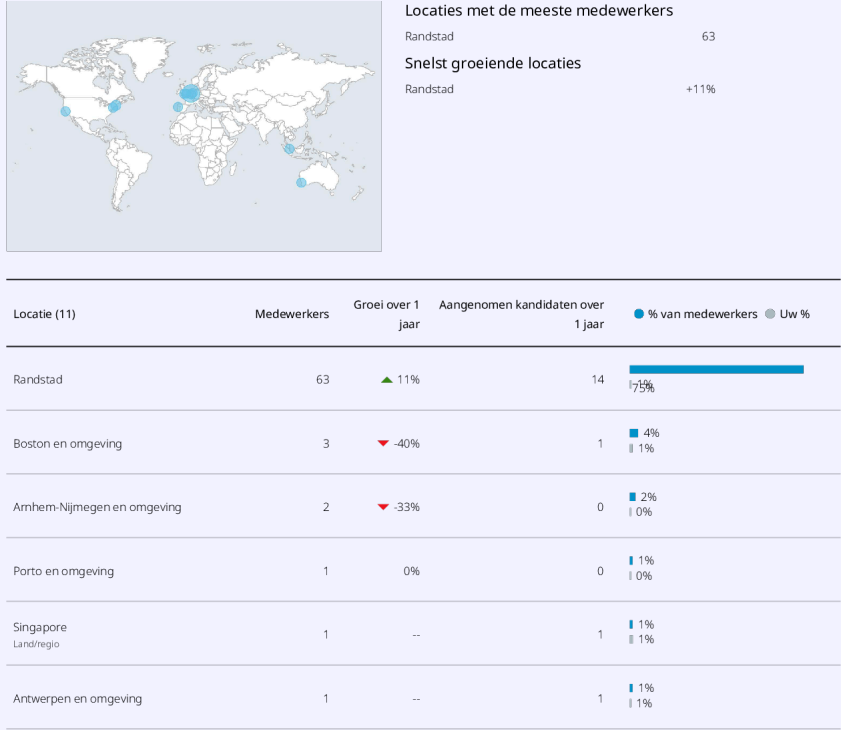 Locaties met de meeste medewerkers
Randstad 63
Snelst groeiende locaties
Randstad +11%
Locatie (11) Medewerkers Groei over 1 jaar Aangenomen kandidaten over 1 jaar % van medewerkers Uw %
Randstad 63 11% 14 75% 1%
Boston en omgeving 3 -40% 1 4% 1%
Arnhem-Nijmegen en omgeving 2 -33% 0 2% 0%
Porto en omgeving 1 0% 0 1% 0%
Singapore 1 -- 1 1% 1%
Land/regio
Antwerpen en omgeving 1 -- 1 1% 1%